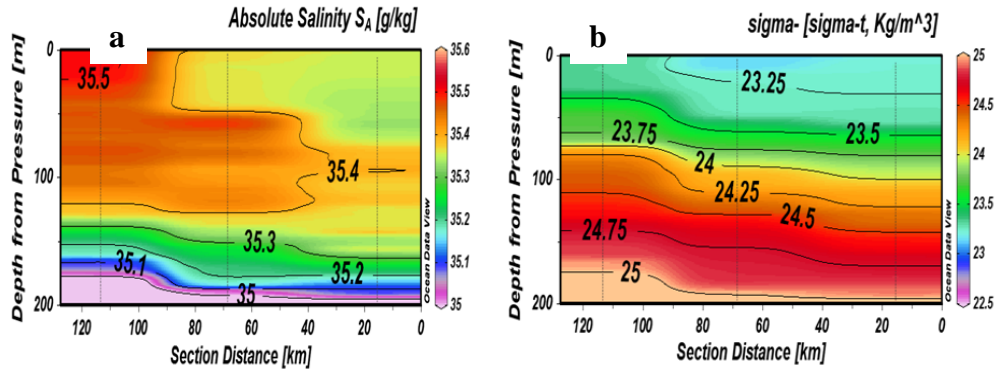 Absolute Salinity SA [g/kg]
a
Depth from Pressure [m]
0
100
200
35.5
35.4
35.3
35.2
35.1
35
120 100 80 60 40 20 0
Section Distance [km]
35.6
35.5
35.4
35.3
35.2
35.1
35
Ocean Data View
sigma- [sigma-t, Kg/m^3]
b
Depth from Pressure [m]
0
100
200
23.25
23.5
23.75
24
24.25
24.5
24.75
25
120 100 80 60 40 20 0
Section Distance [km]
25
24.5
24
23.5
23
22.5
Ocean Data View